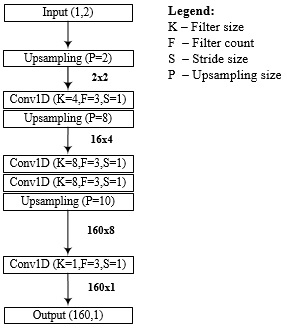 Input (1,2)
Upsampling (P=2)
2x2
Conv1D (K=4,F=3,S=1)
Upsampling (P=8)
16x4
Conv1D (K=8,F=3,S=1)
Conv1D (K=8,F=3,S=1)
Upsampling (P=10)
160x8
Conv1D (K=1,F=3,S=1)
160x1
Output (160,1)
Legend:
K – Filter size
F – Filter count
S – Stride size
P – Upsampling size